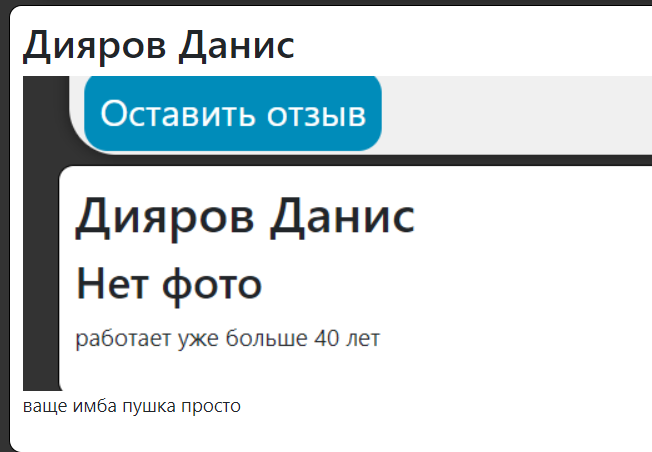 Дияров Данис
Оставить отзыв
Дияров Данис
Нет фото
работает уже больше 40 лет
ваще имба пушка просто